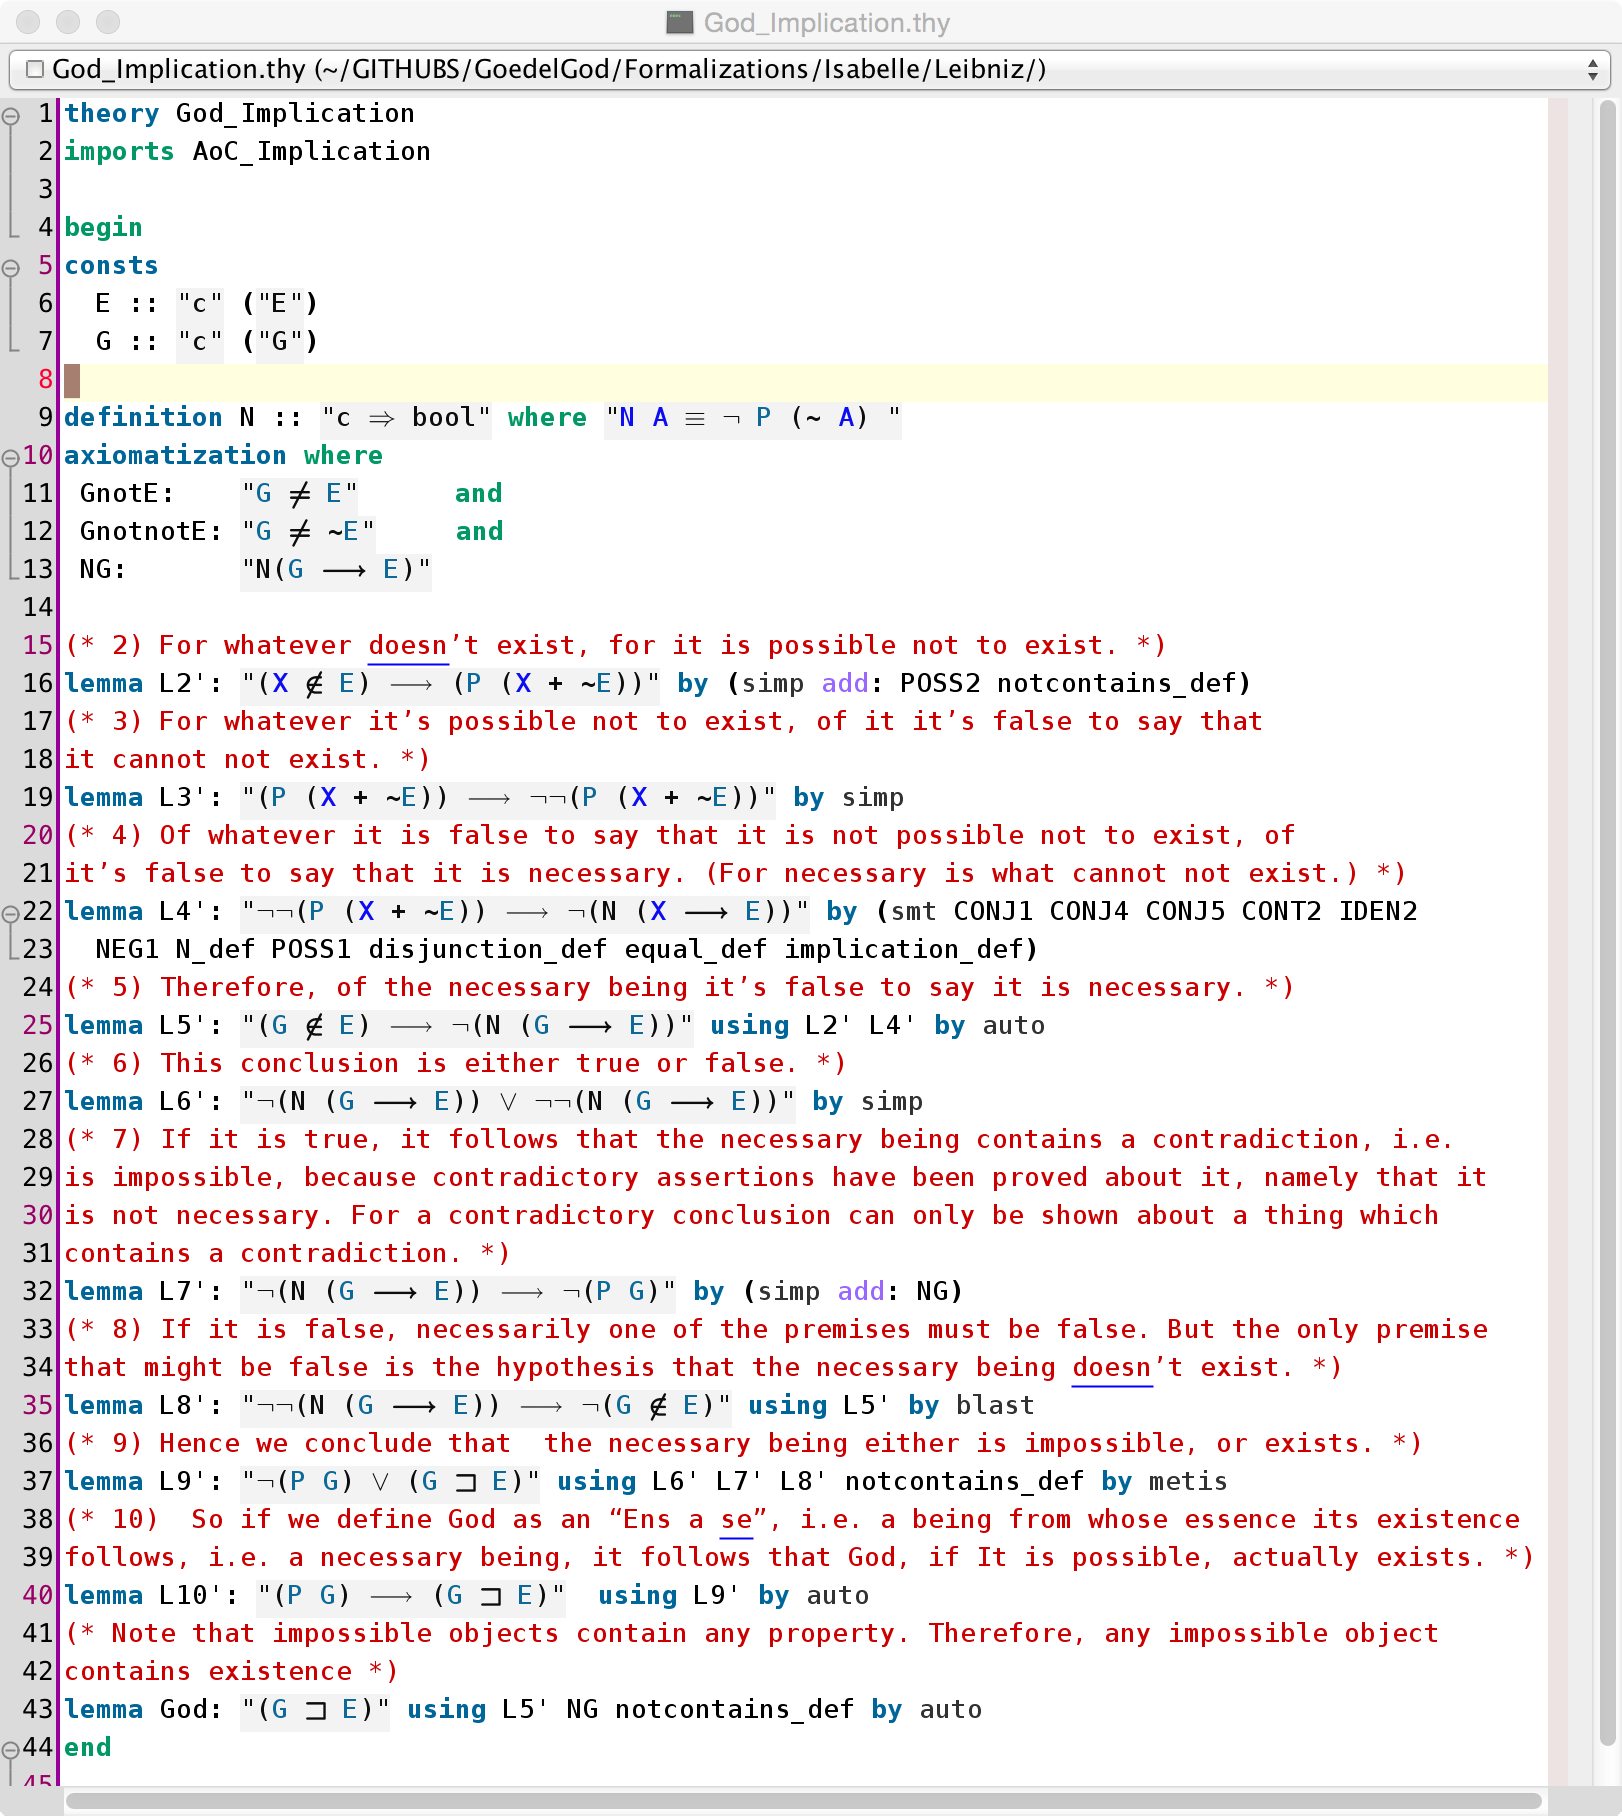 God_Implication.thy
God_Implication.thy (~/GITHUBS/GoedelGod/Formalizations/Isabelle/Leibniz/)
1 theory God_Implication
2 imports AoC_Implication
3
4 begin
5 consts
6 E :: "c" ("E")
7 G :: "c" ("G")
8
9 definition N :: "c ⇒ bool" where "N A ≡ ¬ P (~ A) "
10 axiomatization where
11 GnotE: "G ≠ E" and
12 GnotnotE: "G ≠ ~E" and
13 NG: "N(G ⟶ E)"
14
15 (* 2) For whatever doesn’t exist, for it is possible not to exist. *)
16 lemma L2': "(X ∉ E) ⟶ (P (X + ~E))" by (simp add: POSS2 notcontains_def)
17 (* 3) For whatever it’s possible not to exist, of it it’s false to say that
18 it cannot not exist. *)
19 lemma L3': "(P (X + ~E)) ⟶ ¬¬(P (X + ~E))" by simp
20 (* 4) Of whatever it is false to say that it is not possible not to exist, of
21 it’s false to say that it is necessary. (For necessary is what cannot not exist.) *)
22 lemma L4': "¬¬(P (X + ~E)) ⟶ ¬(N (X ⟶ E))" by (smt CONJ1 CONJ4 CONJ5 CONT2 IDEN2
23 NEG1 N_def POSS1 disjunction_def equal_def implication_def)
24 (* 5) Therefore, of the necessary being it’s false to say it is necessary. *)
25 lemma L5': "(G ∉ E) ⟶ ¬(N (G ⟶ E))" using L2' L4' by auto
26 (* 6) This conclusion is either true or false. *)
27 lemma L6': "¬(N (G ⟶ E)) ∨ ¬¬(N (G ⟶ E))" by simp
28 (* 7) If it is true, it follows that the necessary being contains a contradiction, i.e.
29 is impossible, because contradictory assertions have been proved about it, namely that it
30 is not necessary. For a contradictory conclusion can only be shown about a thing which
31 contains a contradiction. *)
32 lemma L7': "¬(N (G ⟶ E)) ⟶ ¬(P G)" by (simp add: NG)
33 (* 8) If it is false, necessarily one of the premises must be false. But the only premise
34 that might be false is the hypothesis that the necessary being doesn’t exist. *)
35 lemma L8': "¬¬(N (G ⟶ E)) ⟶ ¬(G ∉ E)" using L5' by blast
36 (* 9) Hence we conclude that  the necessary being either is impossible, or exists. *)
37 lemma L9': "¬(P G) ∨ (G ⊐ E)" using L6' L7' L8' notcontains_def by metis
38 (* 10)  So if we define God as an “Ens a se”, i.e. a being from whose essence its existence
39 follows, i.e. a necessary being, it follows that God, if It is possible, actually exists. *)
40 lemma L10': "(P G) ⟶ (G ⊐ E)"  using L9' by auto
41 (* Note that impossible objects contain any property. Therefore, any impossible object
42 contains existence *)
43 lemma God: "(G ⊐ E)" using L5' NG notcontains_def by auto
44 end
45